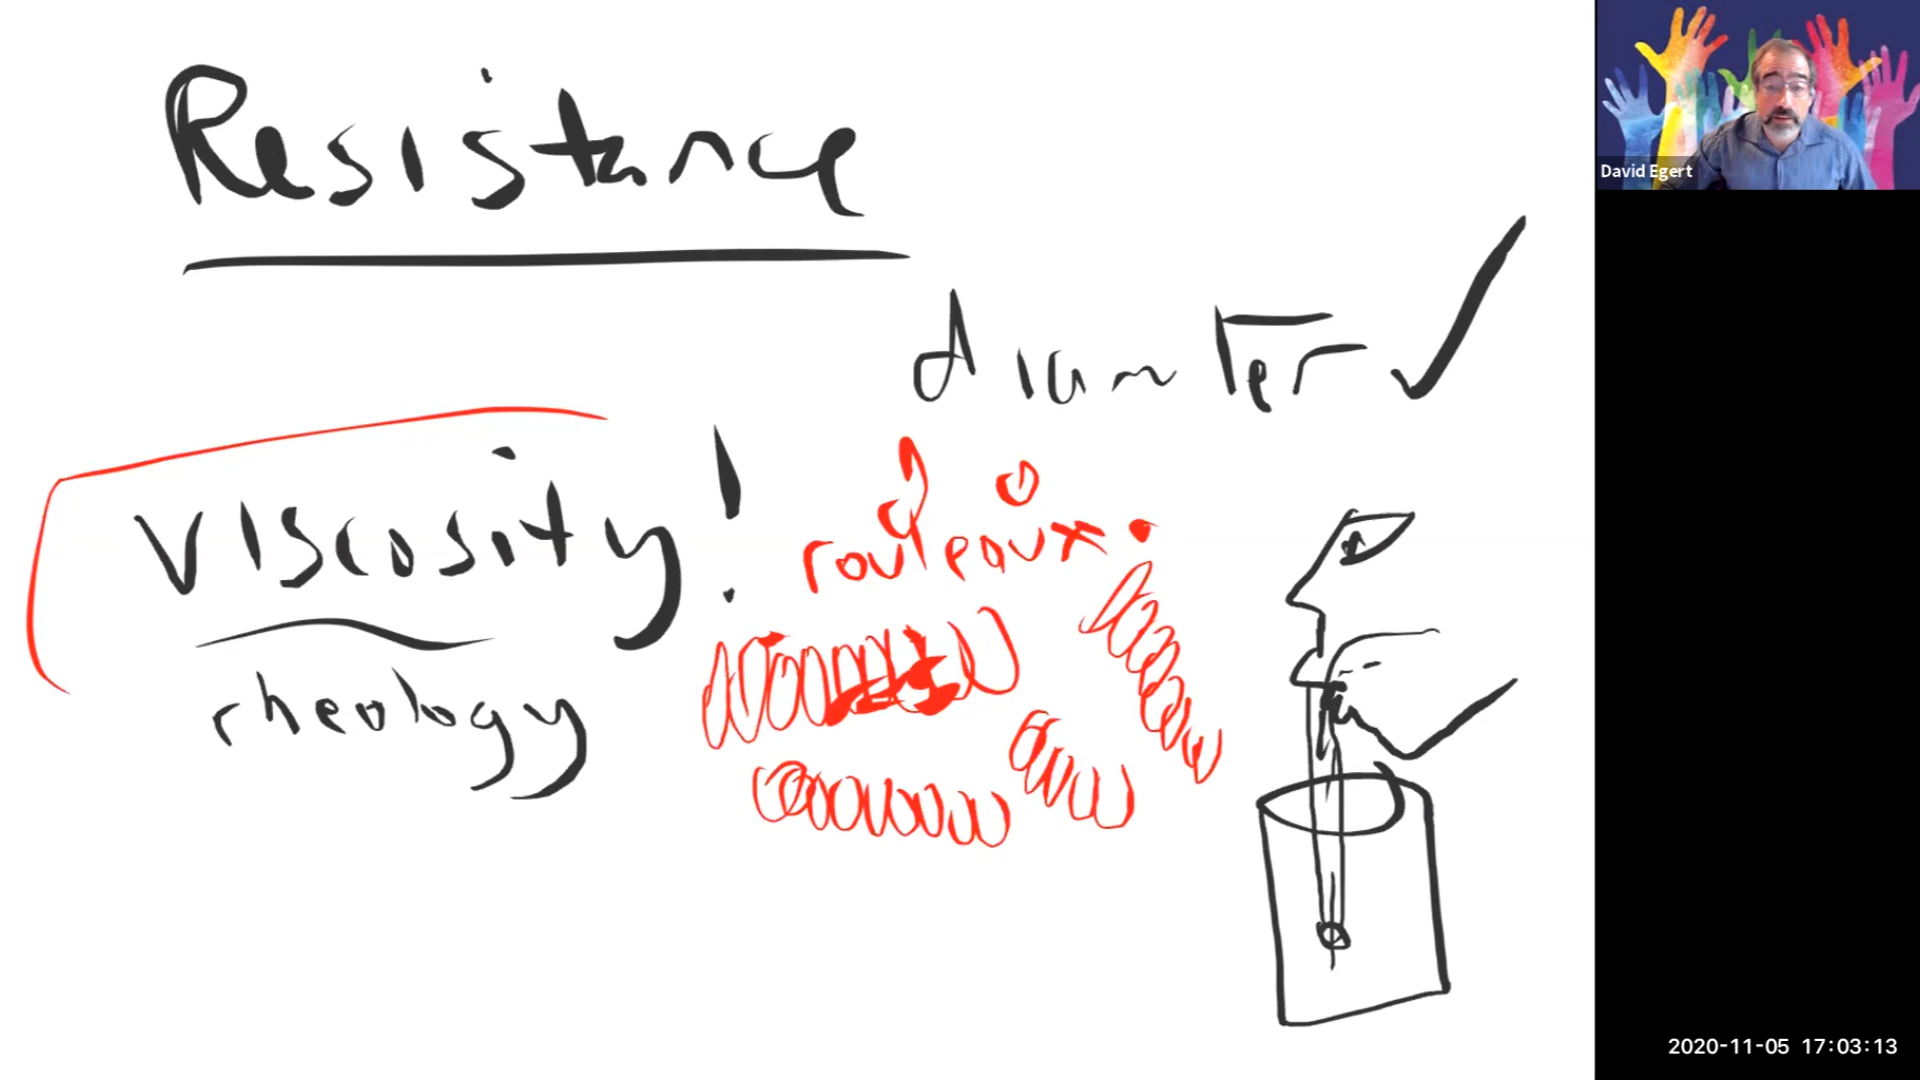 Resistance
diameter
viscosity!
rouleaux
rheology
David Egert
2020-11-05 17:03:13